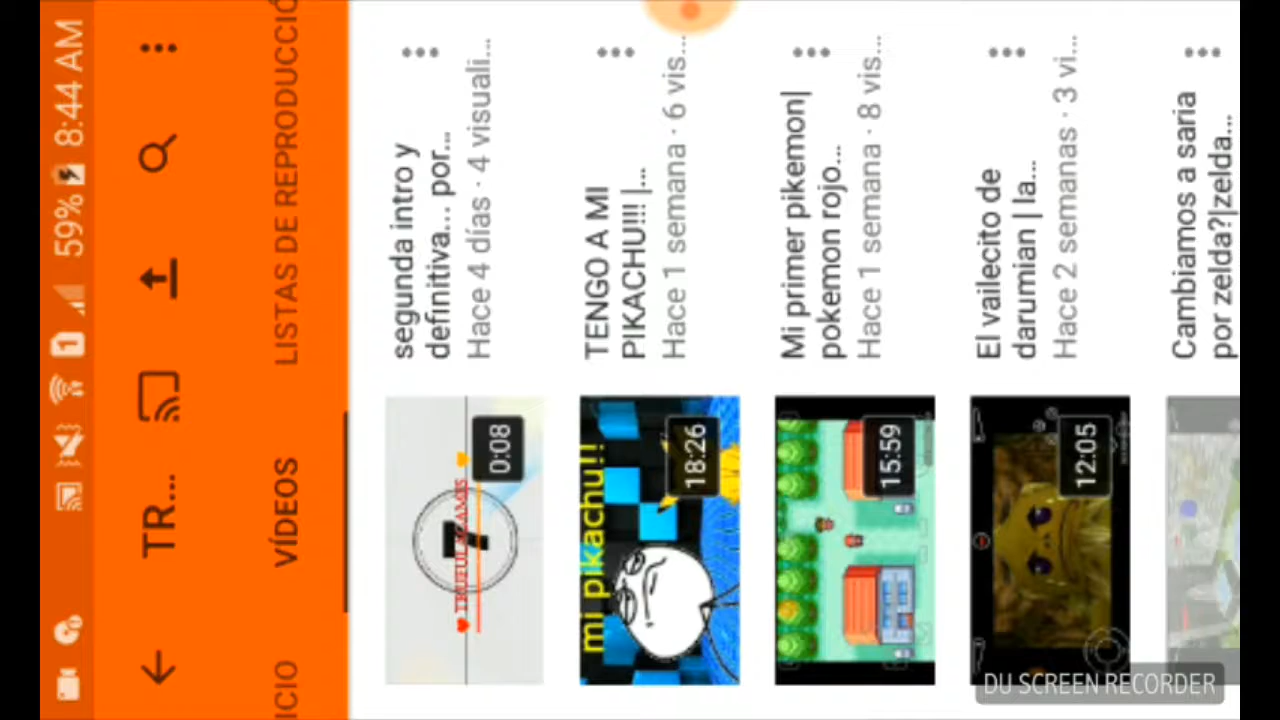 8:44 AM
59%
1
TR...
ICIO
VÍDEOS
LISTAS DE REPRODUCCIÓ
segunda intro y
definitiva... por...
Hace 4 días · 4 visuali...
0:08
7
TENGO A MI
PIKACHU!!! |...
Hace 1 semana · 6 vis...
mi pikachu!!
18:26
Mi primer pikemon|
pokemon rojo...
Hace 1 semana · 8 vis...
15:59
El vailecito de
darumian | la...
Hace 2 semanas · 3 vi...
12:05
Cambiamos a saria
por zelda?|zelda...
DU SCREEN RECORDER